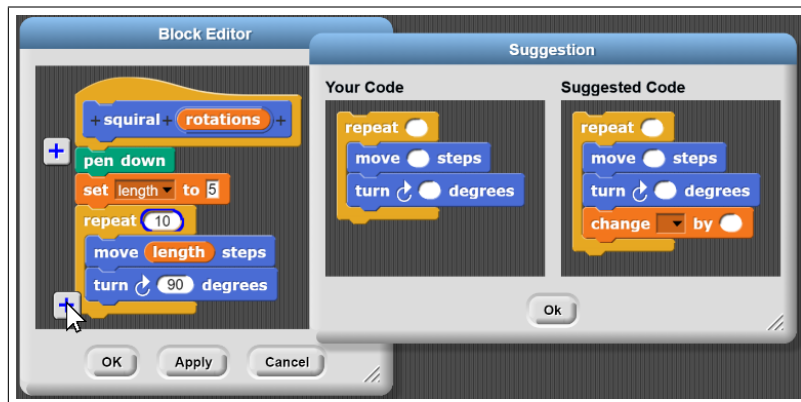 Block Editor
+ squiral + rotations +
+
pen down
set length to 5
repeat 10
move length steps
turn 90 degrees
+
OK Apply Cancel
Suggestion
Your Code
repeat
move steps
turn degrees
Suggested Code
repeat
move steps
turn degrees
change by
Ok